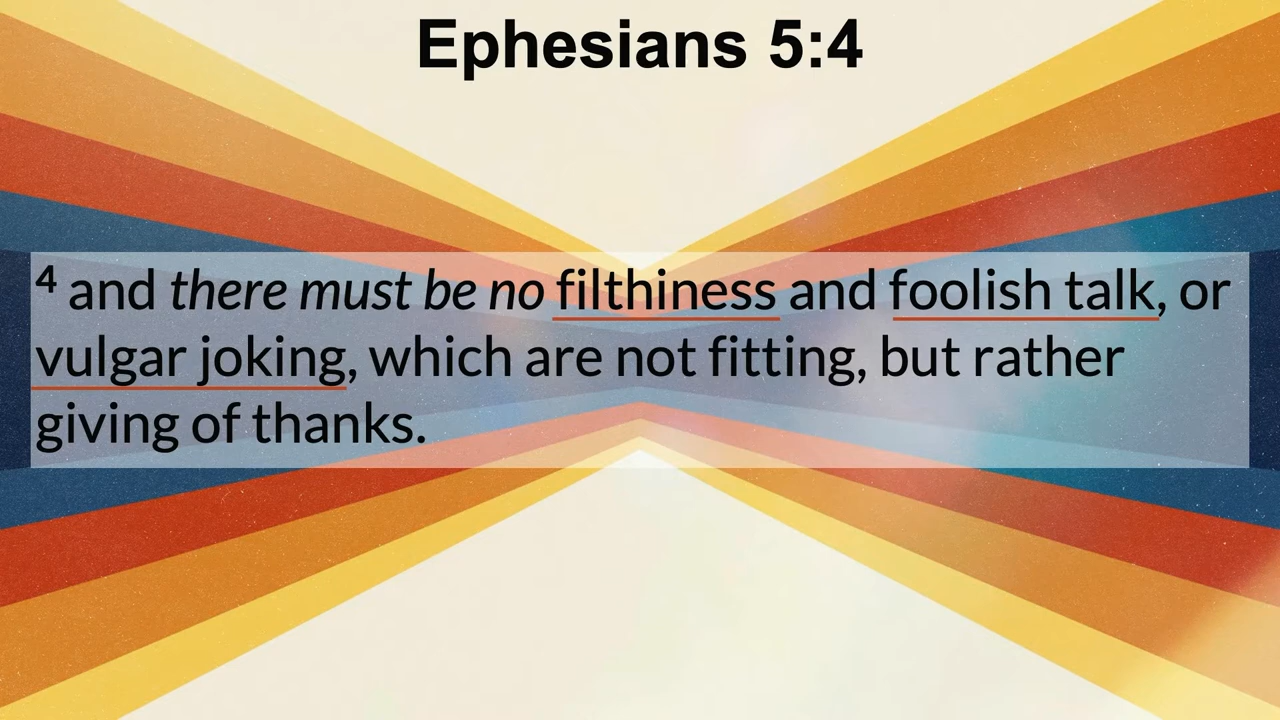 Ephesians 5:4
4 and there must be no filthiness and foolish talk, or
vulgar joking, which are not fitting, but rather
giving of thanks.